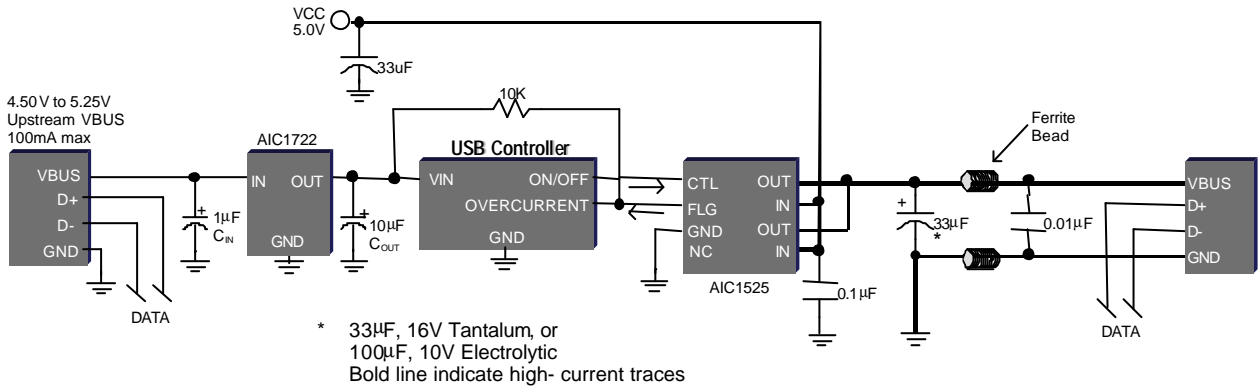 VCC
5.0V
33uF
4.50V to 5.25V
Upstream VBUS
100mA max
10K
AIC1722
USB Controller
Ferrite
Bead
VBUS
D+
D-
GND
DATA
+
1µF
CIN
IN
OUT
GND
+
10µF
COUT
VIN
ON/OFF
OVERCURRENT
GND
CTL
FLG
GND
NC
OUT
IN
OUT
IN
AIC1525
0.1µF
+
33µF
*
0.01µF
VBUS
D+
D-
GND
DATA
* 33µF, 16V Tantalum, or
100µF, 10V Electrolytic
Bold line indicate high- current traces